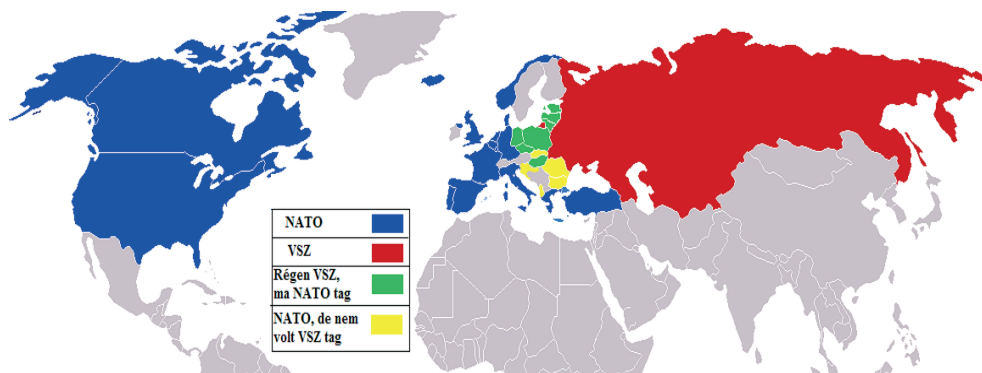 NATO
VSZ
Régen VSZ,
ma NATO tag
NATO, de nem
volt VSZ tag